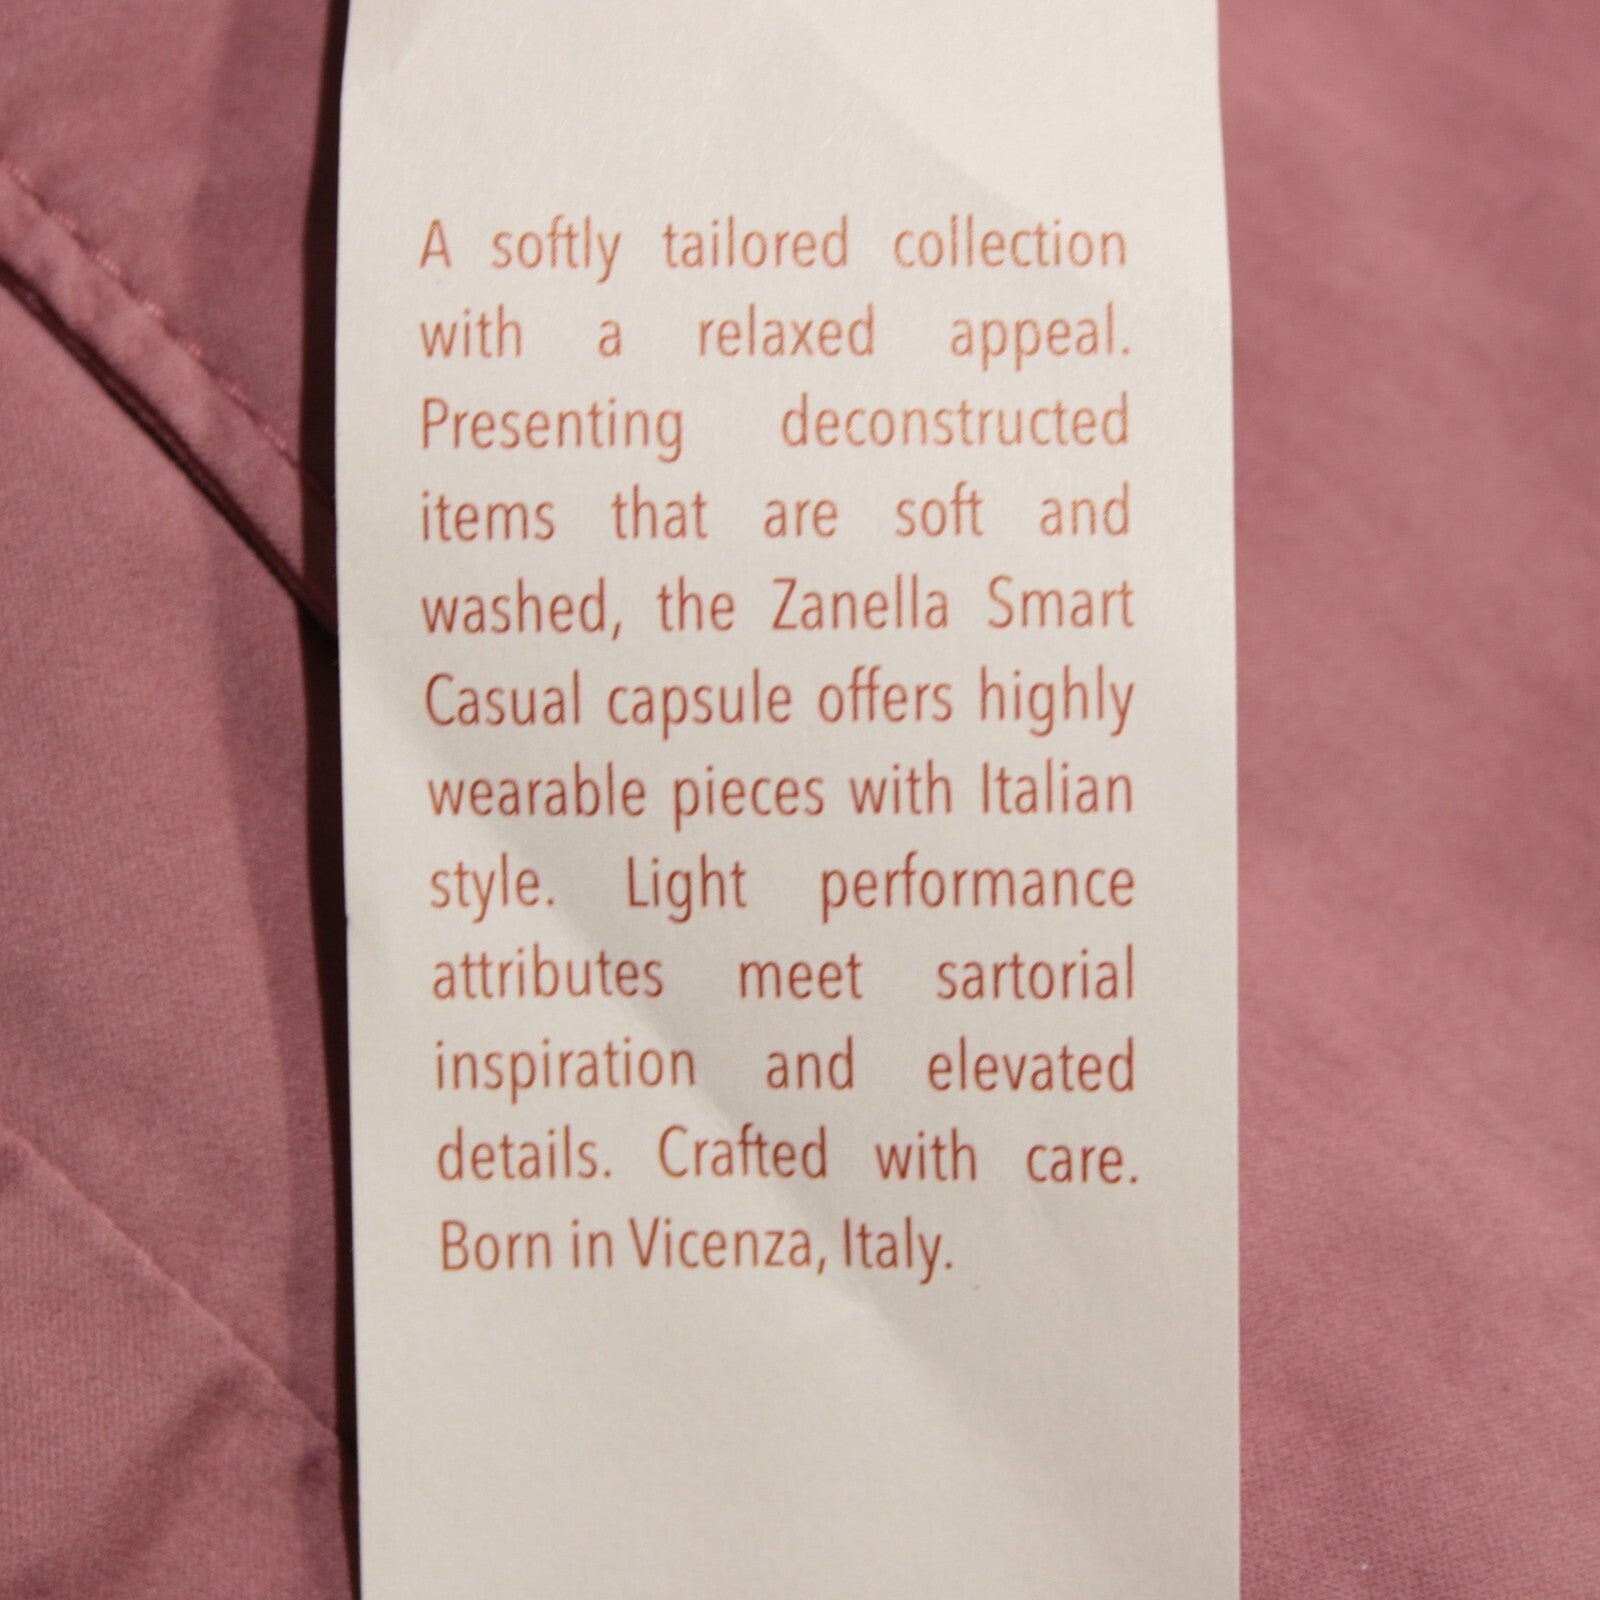 A softly tailored collection
with a relaxed appeal.
Presenting deconstructed
items that are soft and
washed, the Zanella Smart
Casual capsule offers highly
wearable pieces with Italian
style. Light performance
attributes meet sartorial
inspiration and elevated
details. Crafted with care.
Born in Vicenza, Italy.